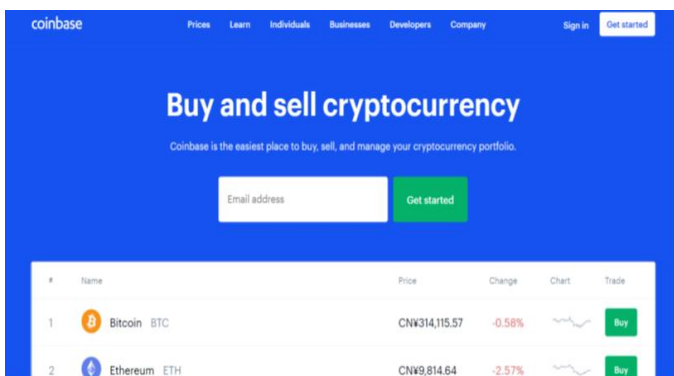 coinbase Prices Learn Individuals Businesses Developers Company Sign in Get started
Buy and sell cryptocurrency
Coinbase is the easiest place to buy, sell, and manage your cryptocurrency portfolio.
Email address Get started
# Name Price Change Chart Trade
1 Bitcoin BTC CN¥314,115.57 -0.58% Buy
2 Ethereum ETH CN¥9,814.64 -2.57% Buy